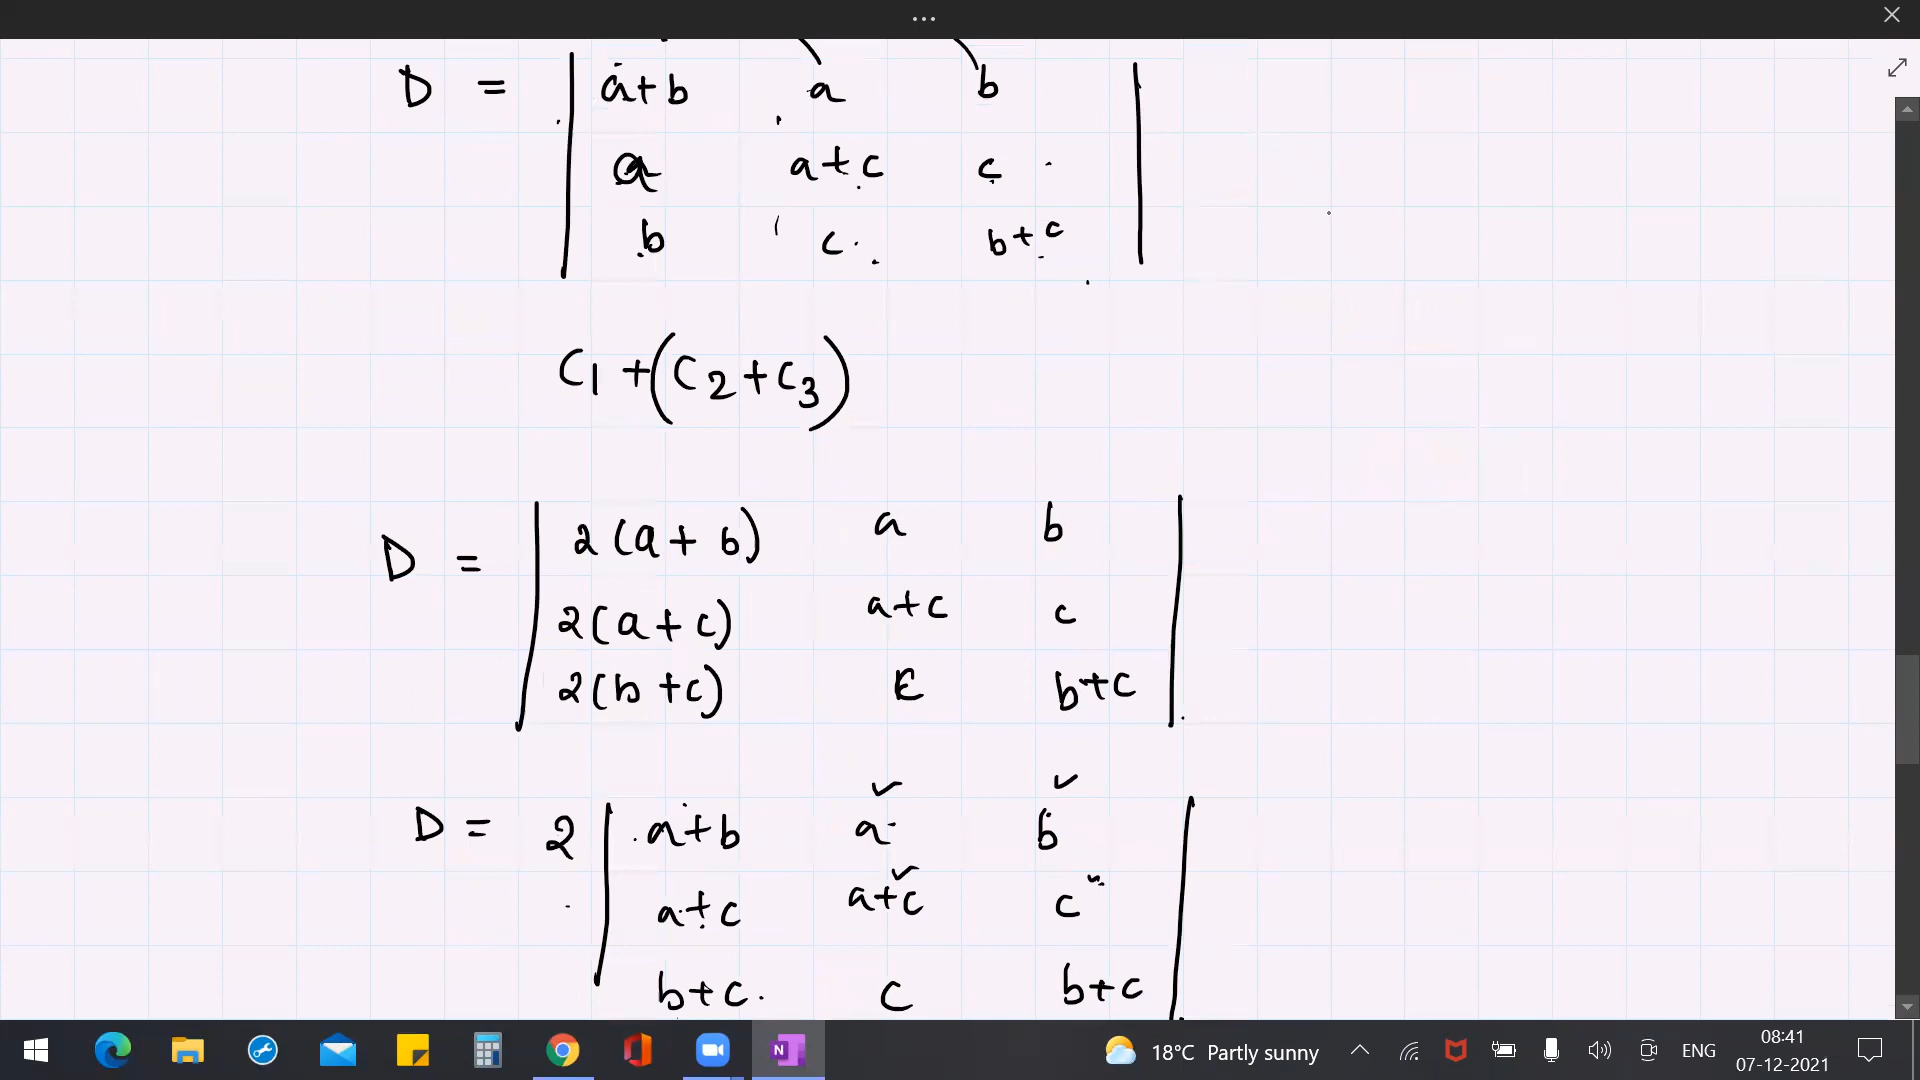 D = | a+b a b |
| a a+c c |
| b c b+c |
C1 + (C2 + C3)
D = | 2(a+b) a b |
| 2(a+c) a+c c |
| 2(b+c) c b+c |
D = 2 | a+b a b |
| a+c a+c c |
| b+c c b+c |
18°C Partly sunny ENG 08:41
07-12-2021